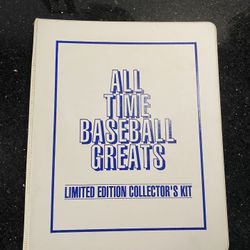 ALL
TIME
BASEBALL
GREATS
LIMITED EDITION COLLECTOR'S KIT